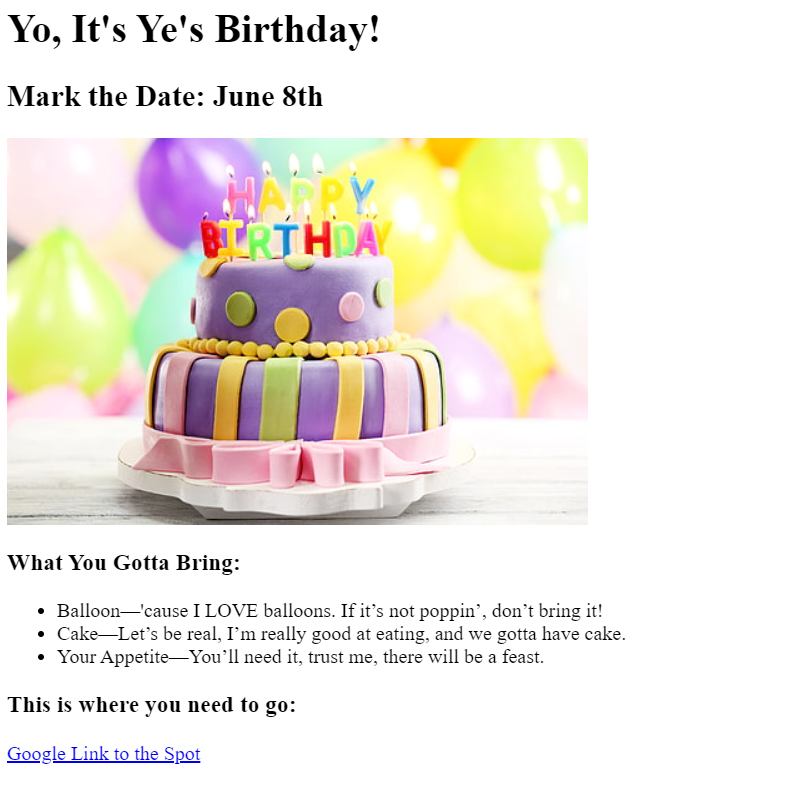 Yo, It's Ye's Birthday!
Mark the Date: June 8th
HAPPY
BIRTHDAY
What You Gotta Bring:
• Balloon—'cause I LOVE balloons. If it’s not poppin’, don’t bring it!
• Cake—Let’s be real, I’m really good at eating, and we gotta have cake.
• Your Appetite—You’ll need it, trust me, there will be a feast.
This is where you need to go:
Google Link to the Spot